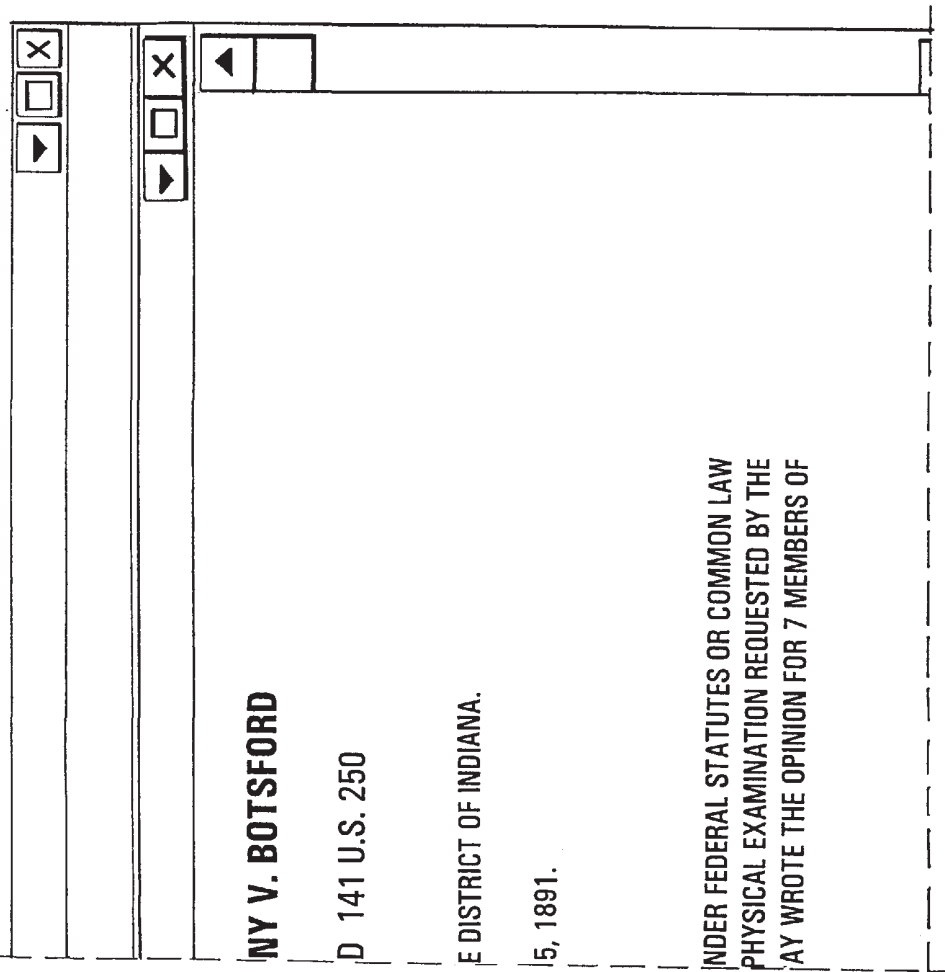 NY V. BOTSFORD
D 141 U.S. 250
E DISTRICT OF INDIANA.
5, 1891.
NDER FEDERAL STATUTES OR COMMON LAW
PHYSICAL EXAMINATION REQUESTED BY THE
AY WROTE THE OPINION FOR 7 MEMBERS OF